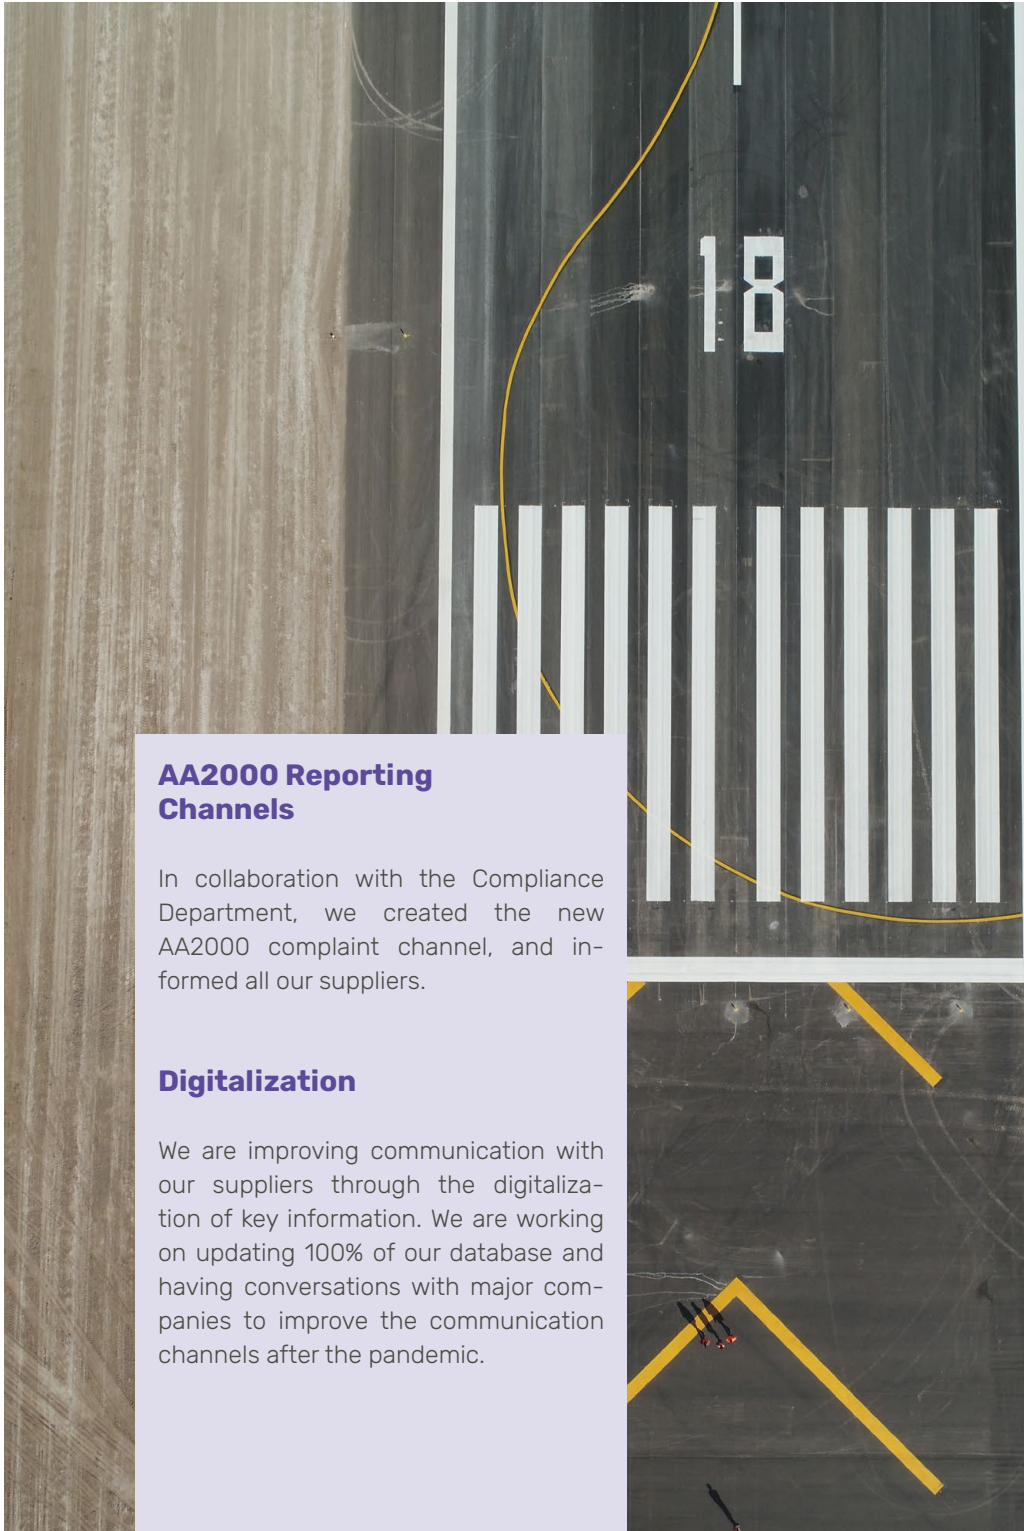 18
AA2000 Reporting
Channels
In collaboration with the Compliance
Department, we created the new
AA2000 complaint channel, and in-
formed all our suppliers.
Digitalization
We are improving communication with
our suppliers through the digitaliza-
tion of key information. We are working
on updating 100% of our database and
having conversations with major com-
panies to improve the communication
channels after the pandemic.